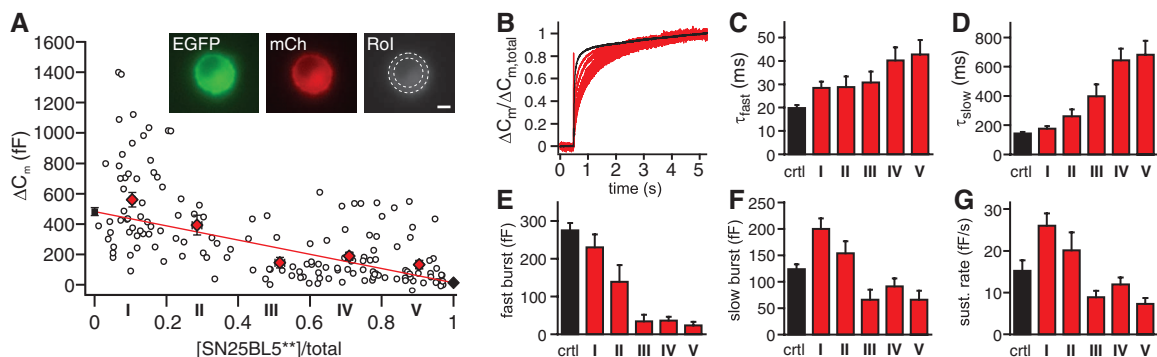 A
1600
1400
1200
1000
800
600
400
200
0
ΔCm (fF)
EGFP
mCh
RoI
0
0.2
0.4
0.6
0.8
1
I
II
III
IV
V
[SN25BL5**]/total
B
ΔCm/ΔCm,total
1
0.8
0.6
0.4
0.2
0
0
1
2
3
4
5
time (s)
C
τfast (ms)
50
40
30
20
10
0
crtl
I
II
III
IV
V
D
τslow (ms)
800
600
400
200
0
crtl
I
II
III
IV
V
E
fast burst (fF)
300
200
100
0
crtl
I
II
III
IV
V
F
slow burst (fF)
250
200
150
100
50
0
crtl
I
II
III
IV
V
G
sust. rate (fF/s)
30
20
10
0
crtl
I
II
III
IV
V